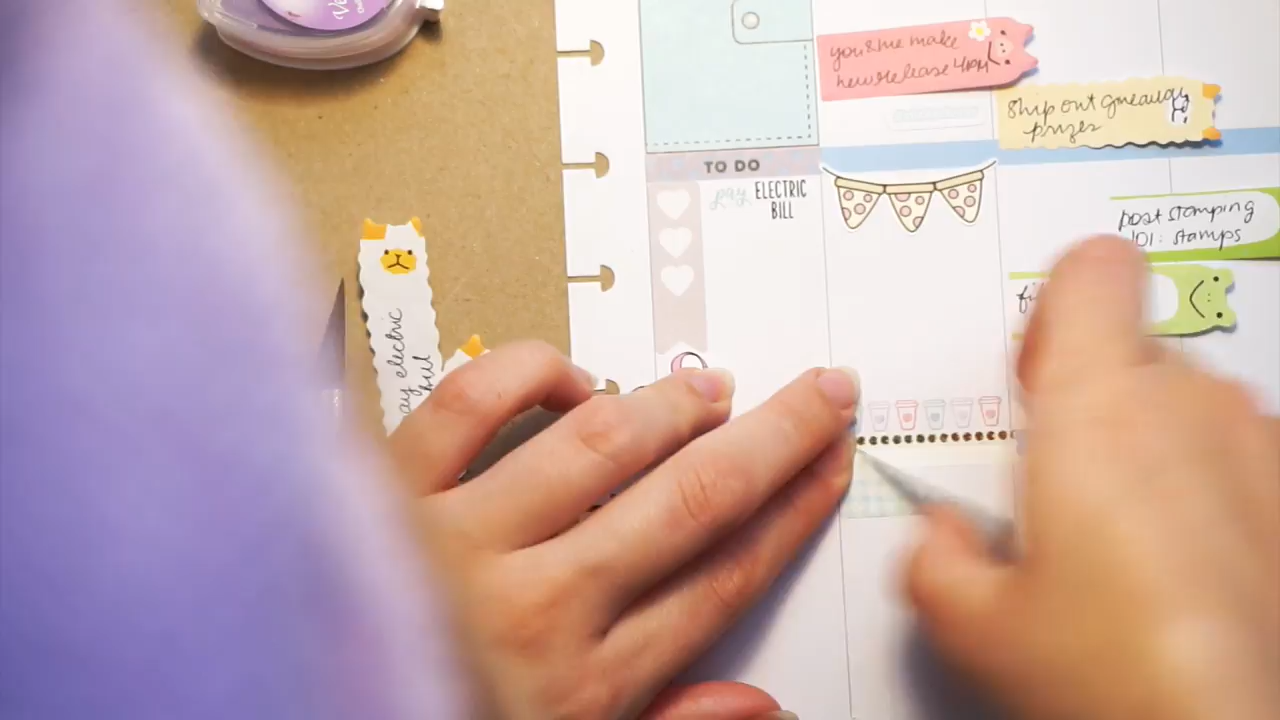 you & me make
new release 4PM
ship out giveaway
prizes
TO DO
pay ELECTRIC
BILL
post stamping
101: stamps
pay electric
bill